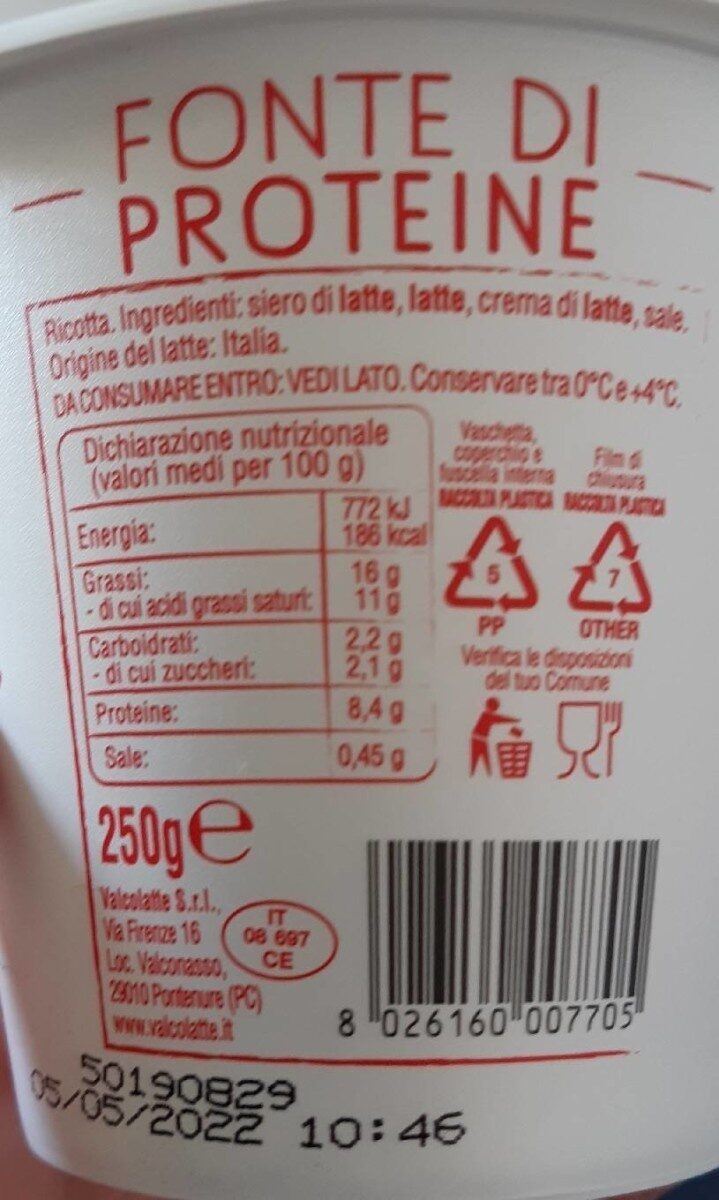 FONTE DI
PROTEINE
Ricotta. Ingredienti: siero di latte, latte, crema di latte, sale.
Origine del latte: Italia.
DA CONSUMARE ENTRO: VEDI LATO. Conservare tra 0°C e +4°C.
Dichiarazione nutrizionale
(valori medi per 100 g)
Energia: 772 kJ
186 kcal
Grassi: 16 g
- di cui acidi grassi saturi: 11 g
Carboidrati: 2,2 g
- di cui zuccheri: 2,1 g
Proteine: 8,4 g
Sale: 0,45 g
Vaschetta,
coperchio e
fuscella interna
RACCOLTA PLASTICA
5
PP
Film di
chiusura
RACCOLTA PLASTICA
7
OTHER
Verifica le disposizioni
del tuo Comune
250g e
Valcolatte S.r.l.,
Via Firenze 16
Loc. Valconasso,
29010 Pontenure (PC)
www.valcolatte.it
IT
08 697
CE
8 026160 007705
50190829
05/05/2022 10:46